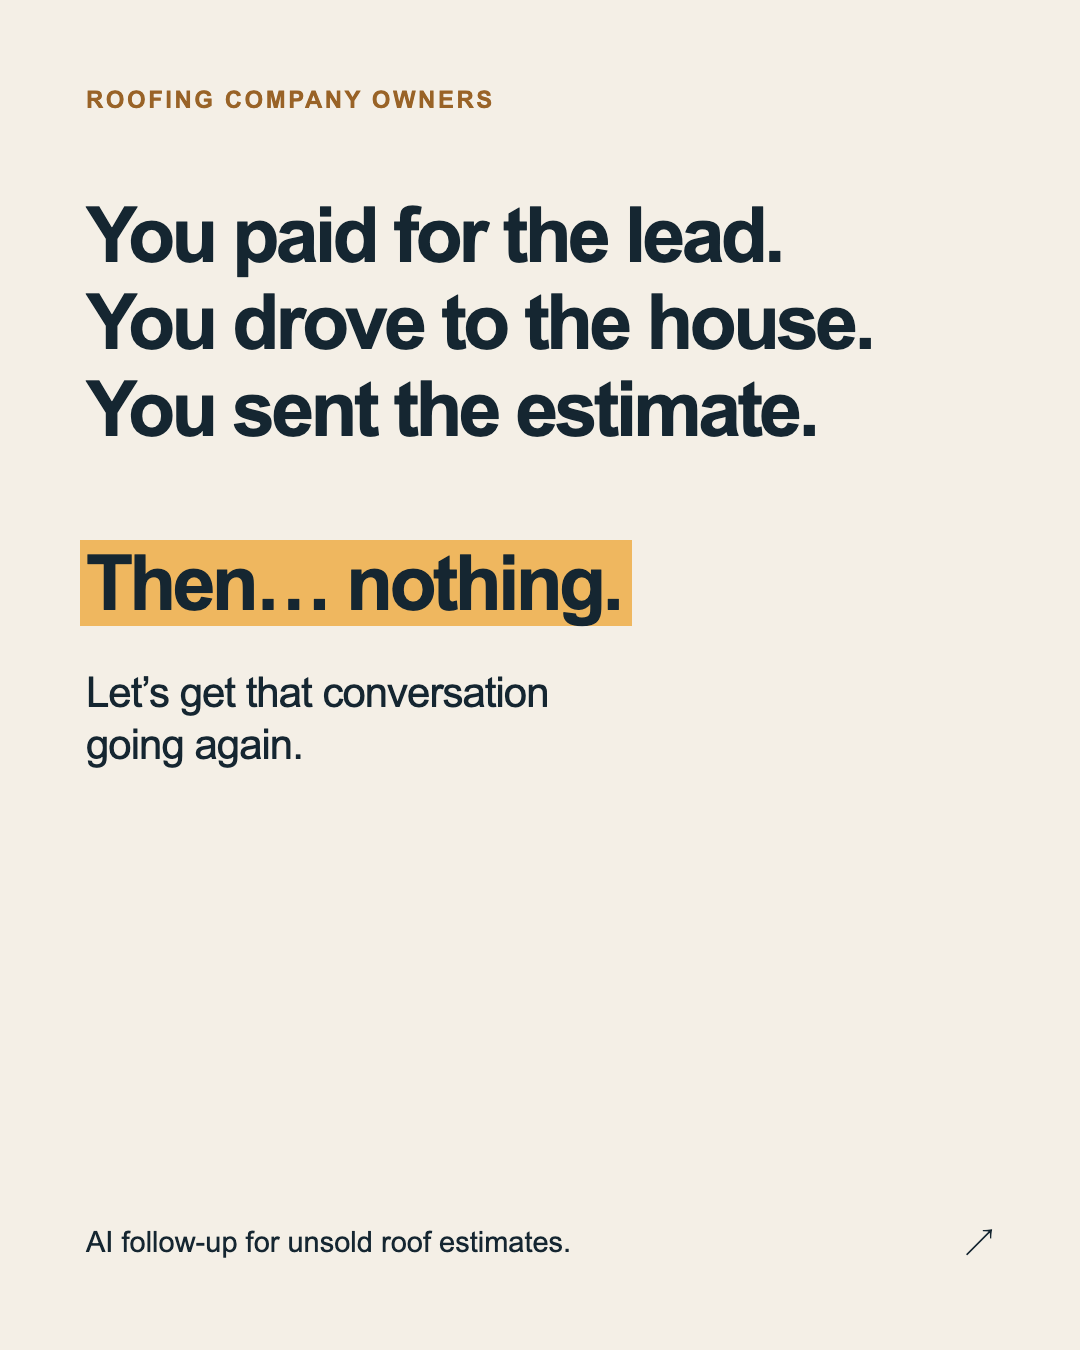 ROOFING COMPANY OWNERS
You paid for the lead.
You drove to the house.
You sent the estimate.
Then… nothing.
Let’s get that conversation
going again.
AI follow-up for unsold roof estimates.